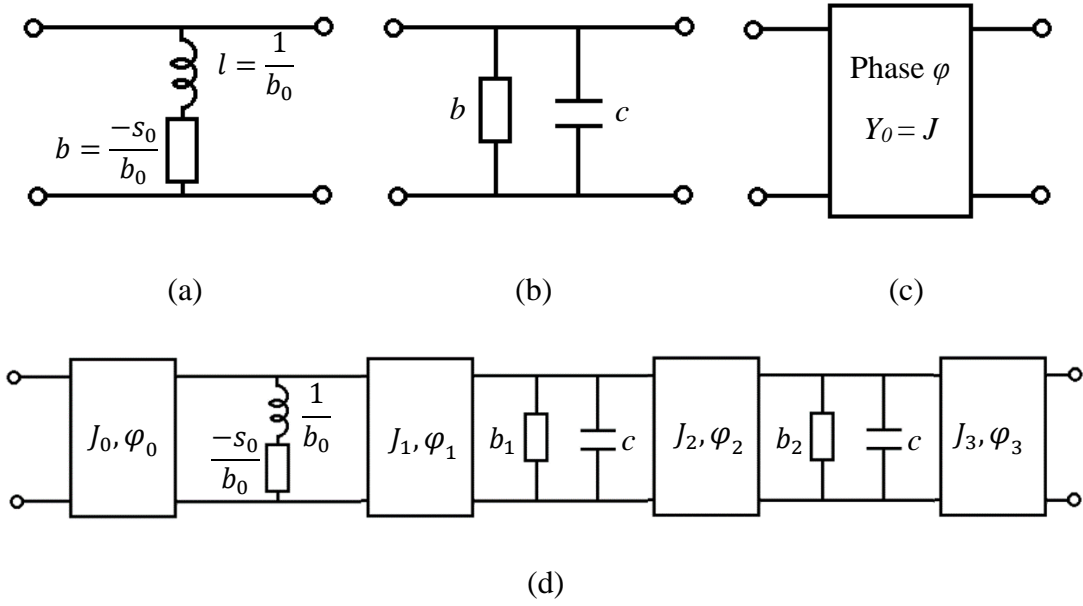 l = 1/b₀
b = -s₀/b₀
(a)
b
c
(b)
Phase φ
Y₀ = J
(c)
J₀, φ₀
1/b₀
-s₀/b₀
J₁, φ₁
b₁
c
J₂, φ₂
b₂
c
J₃, φ₃
(d)